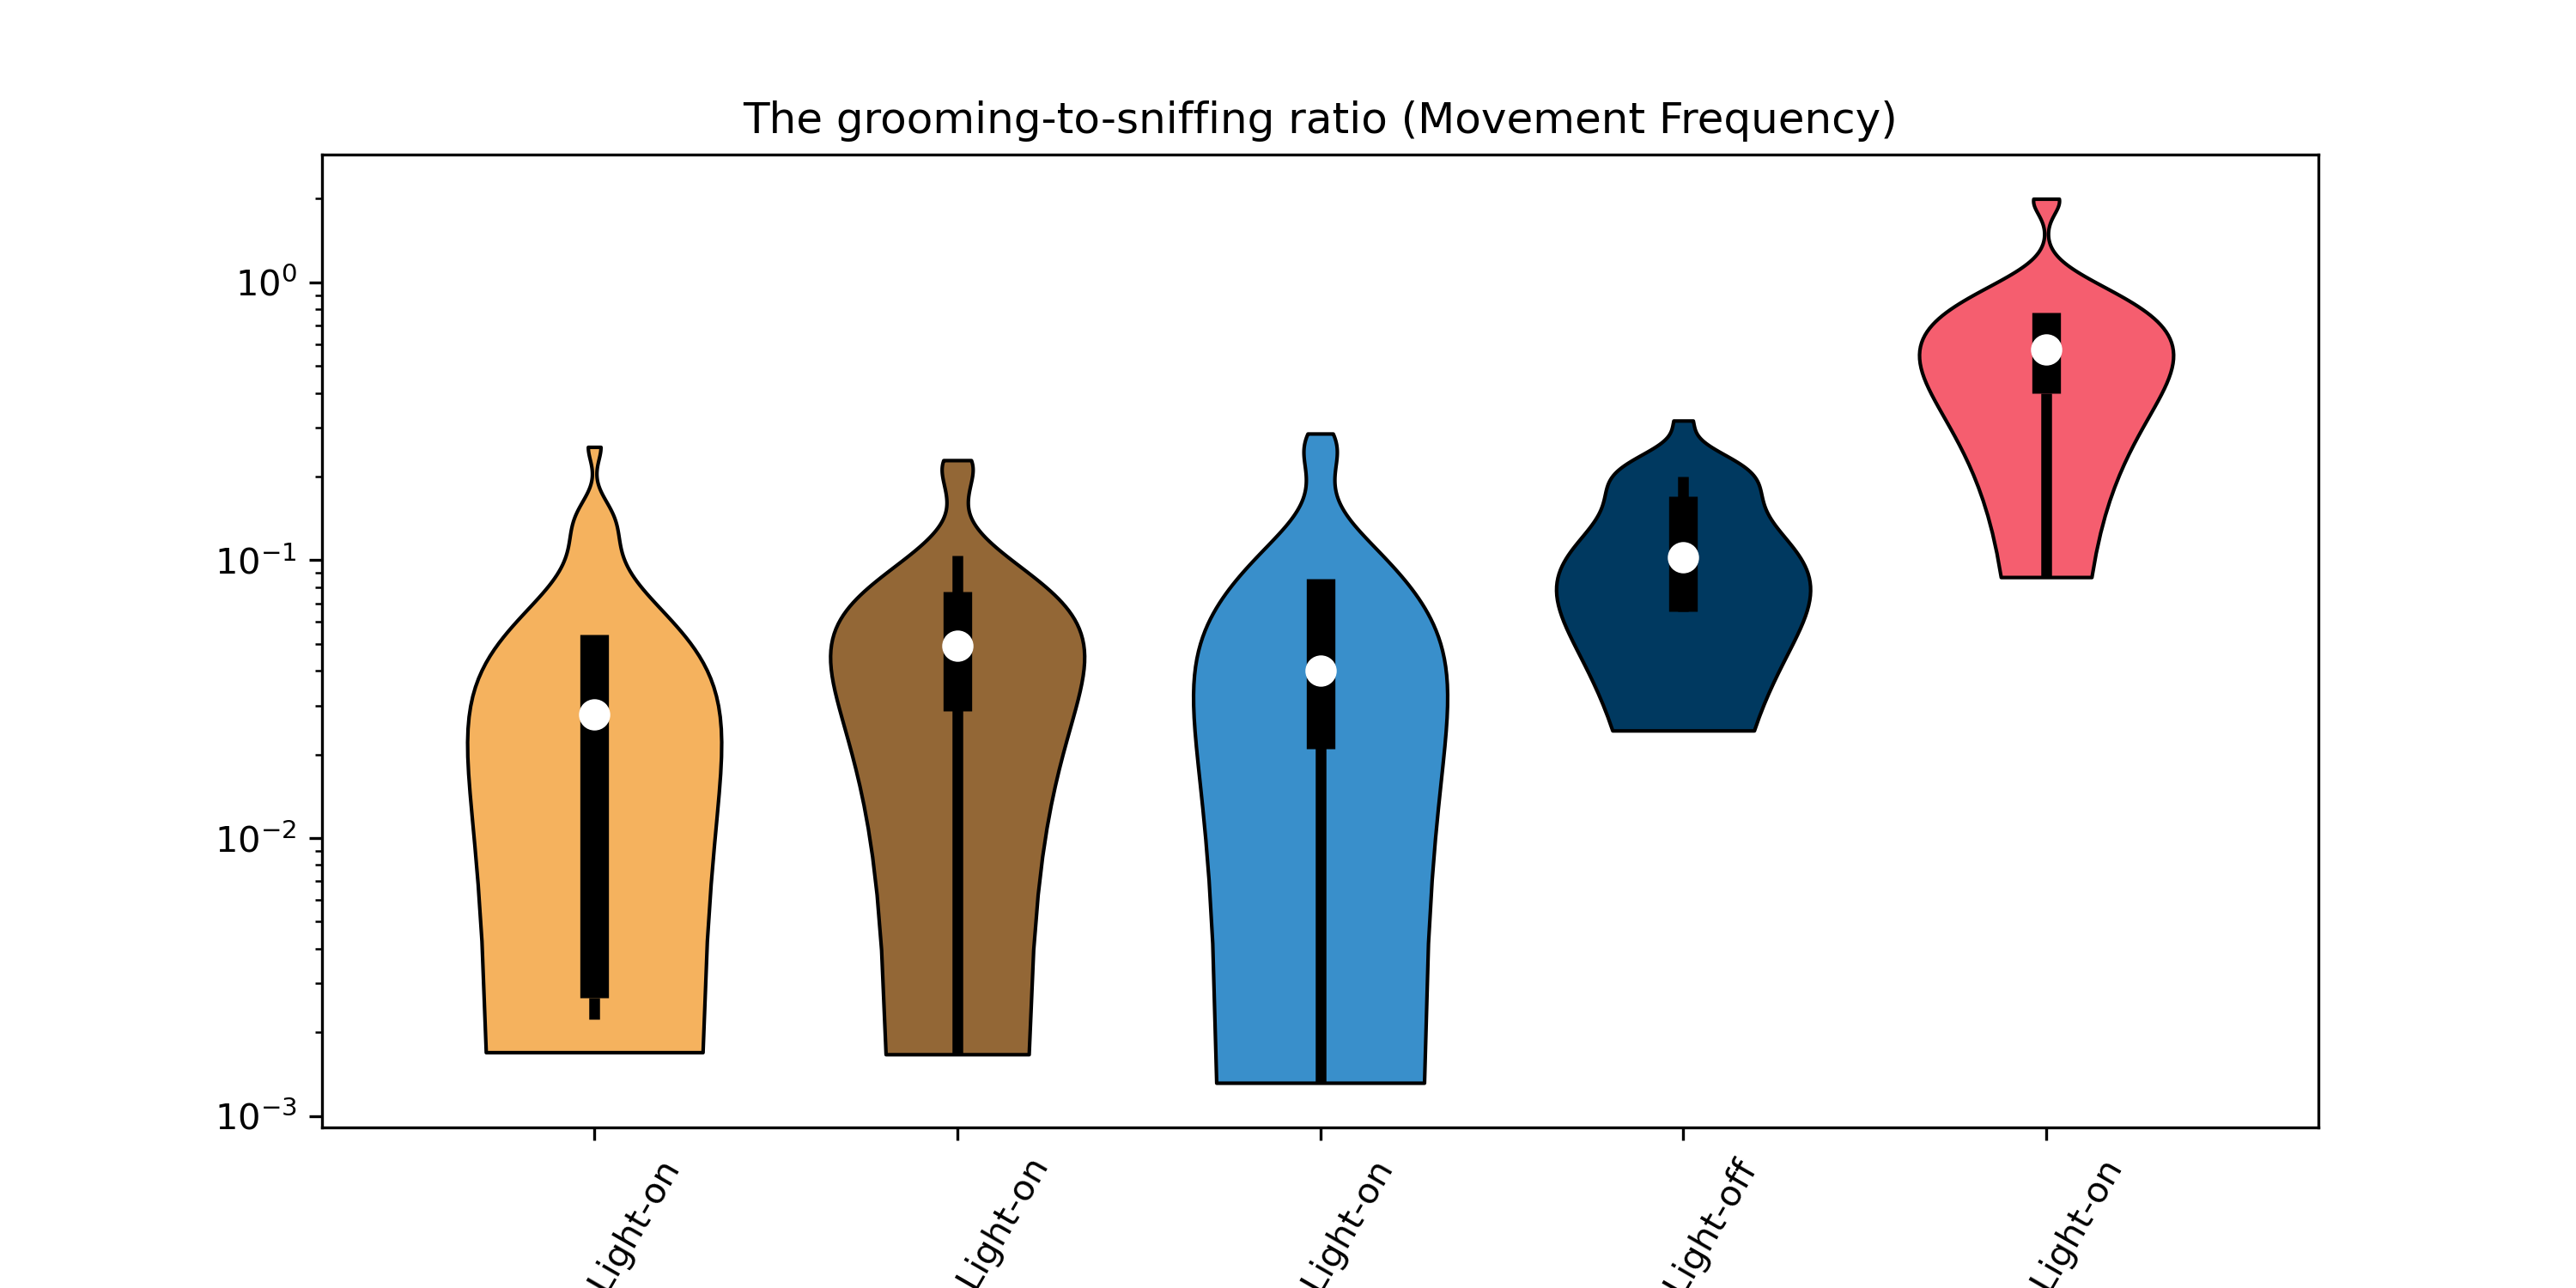 The grooming-to-sniffing ratio (Movement Frequency)
10⁰
10⁻¹
10⁻²
10⁻³
Light-on
Light-on
Light-on
Light-off
Light-on